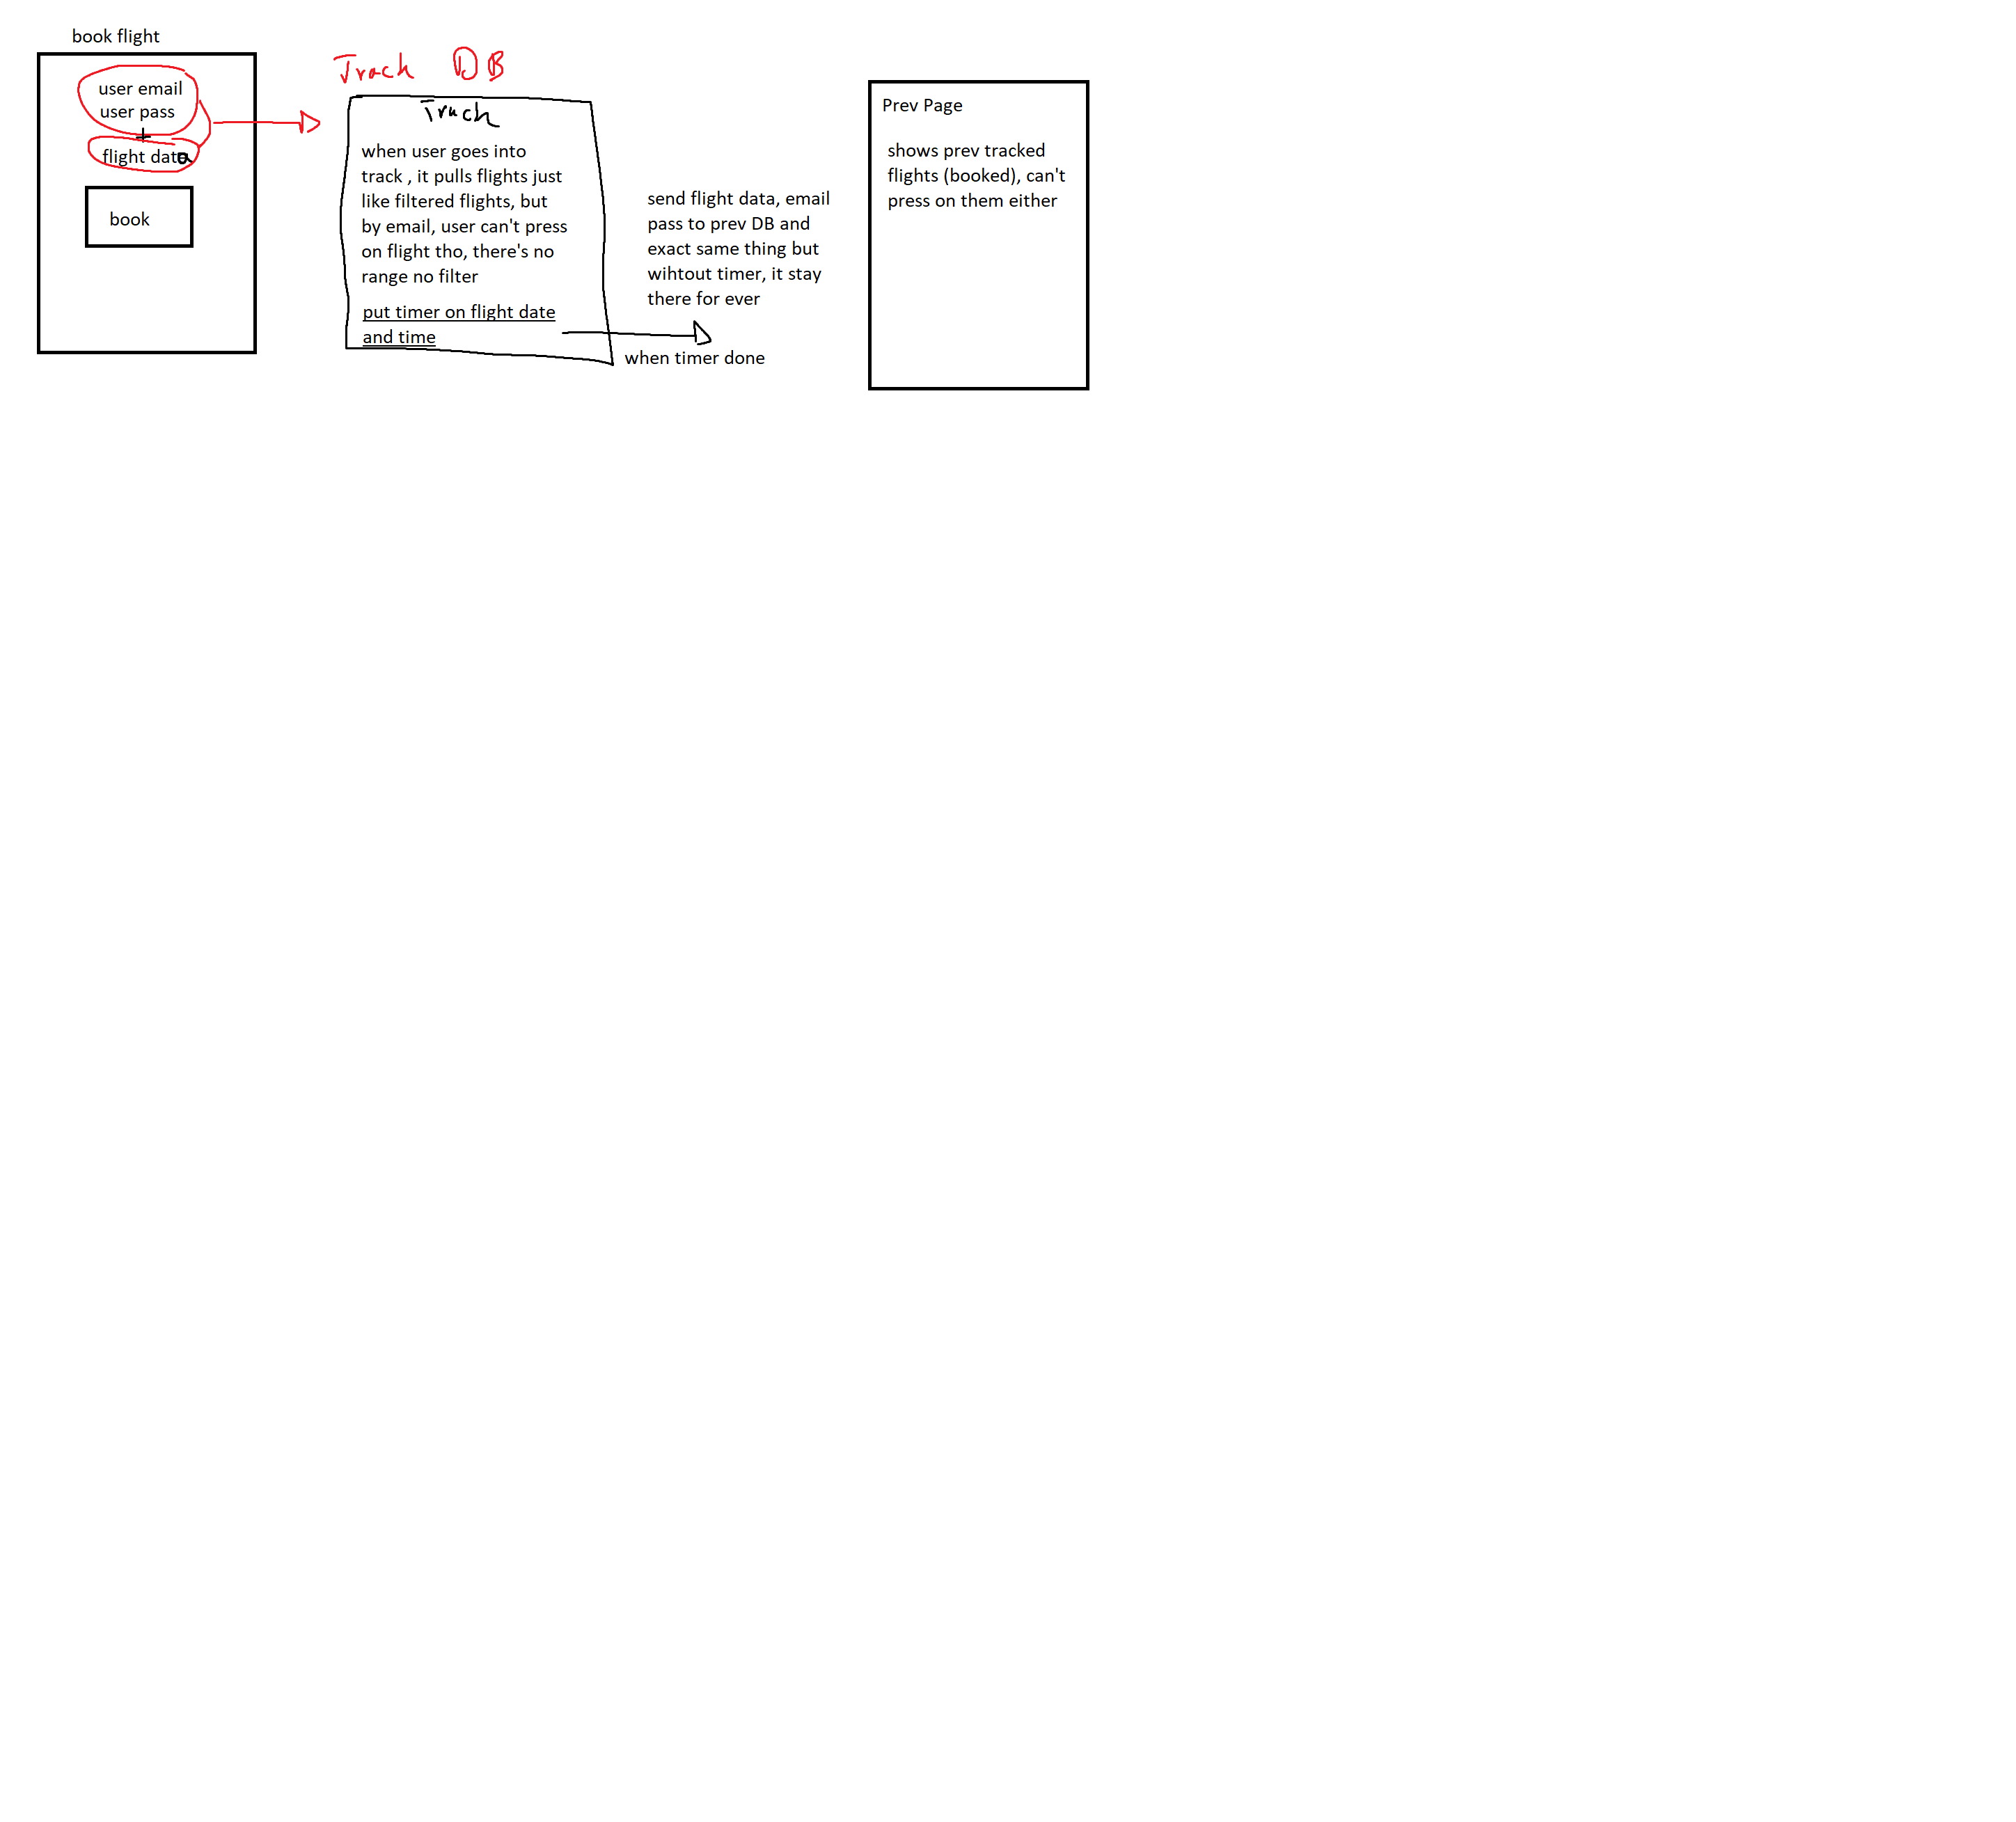 book flight
user email
user pass
+
flight data
book
Track DB
Track
when user goes into
track , it pulls flights just
like filtered flights, but
by email, user can't press
on flight tho, there's no
range no filter
put timer on flight date
and time
send flight data, email
pass to prev DB and
exact same thing but
wihtout timer, it stay
there for ever
when timer done
Prev Page
shows prev tracked
flights (booked), can't
press on them either